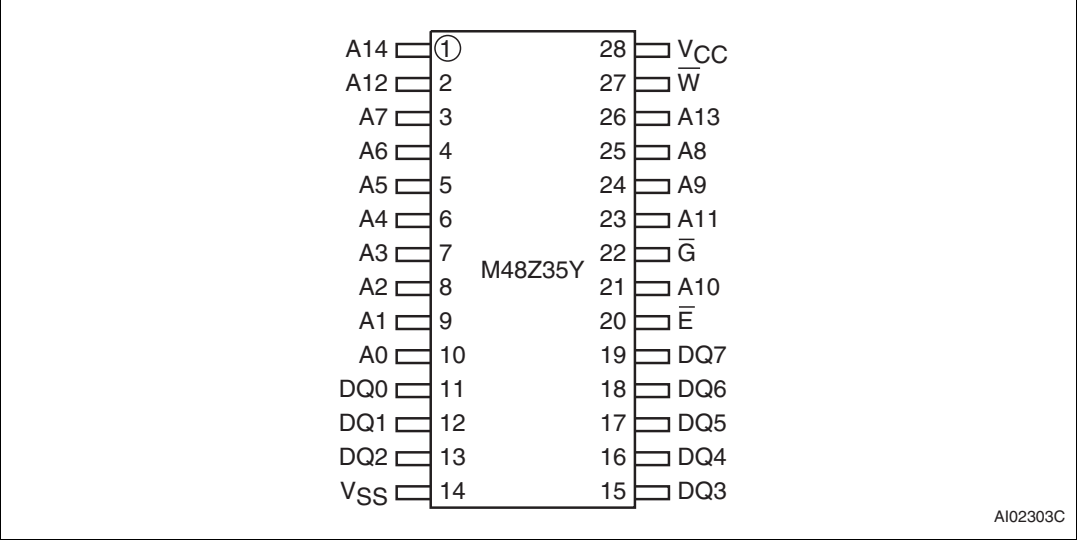 A14 1 28 VCC
A12 2 27 W̅
A7 3 26 A13
A6 4 25 A8
A5 5 24 A9
A4 6 23 A11
A3 7 22 G̅
M48Z35Y
A2 8 21 A10
A1 9 20 E̅
A0 10 19 DQ7
DQ0 11 18 DQ6
DQ1 12 17 DQ5
DQ2 13 16 DQ4
VSS 14 15 DQ3
AI02303C